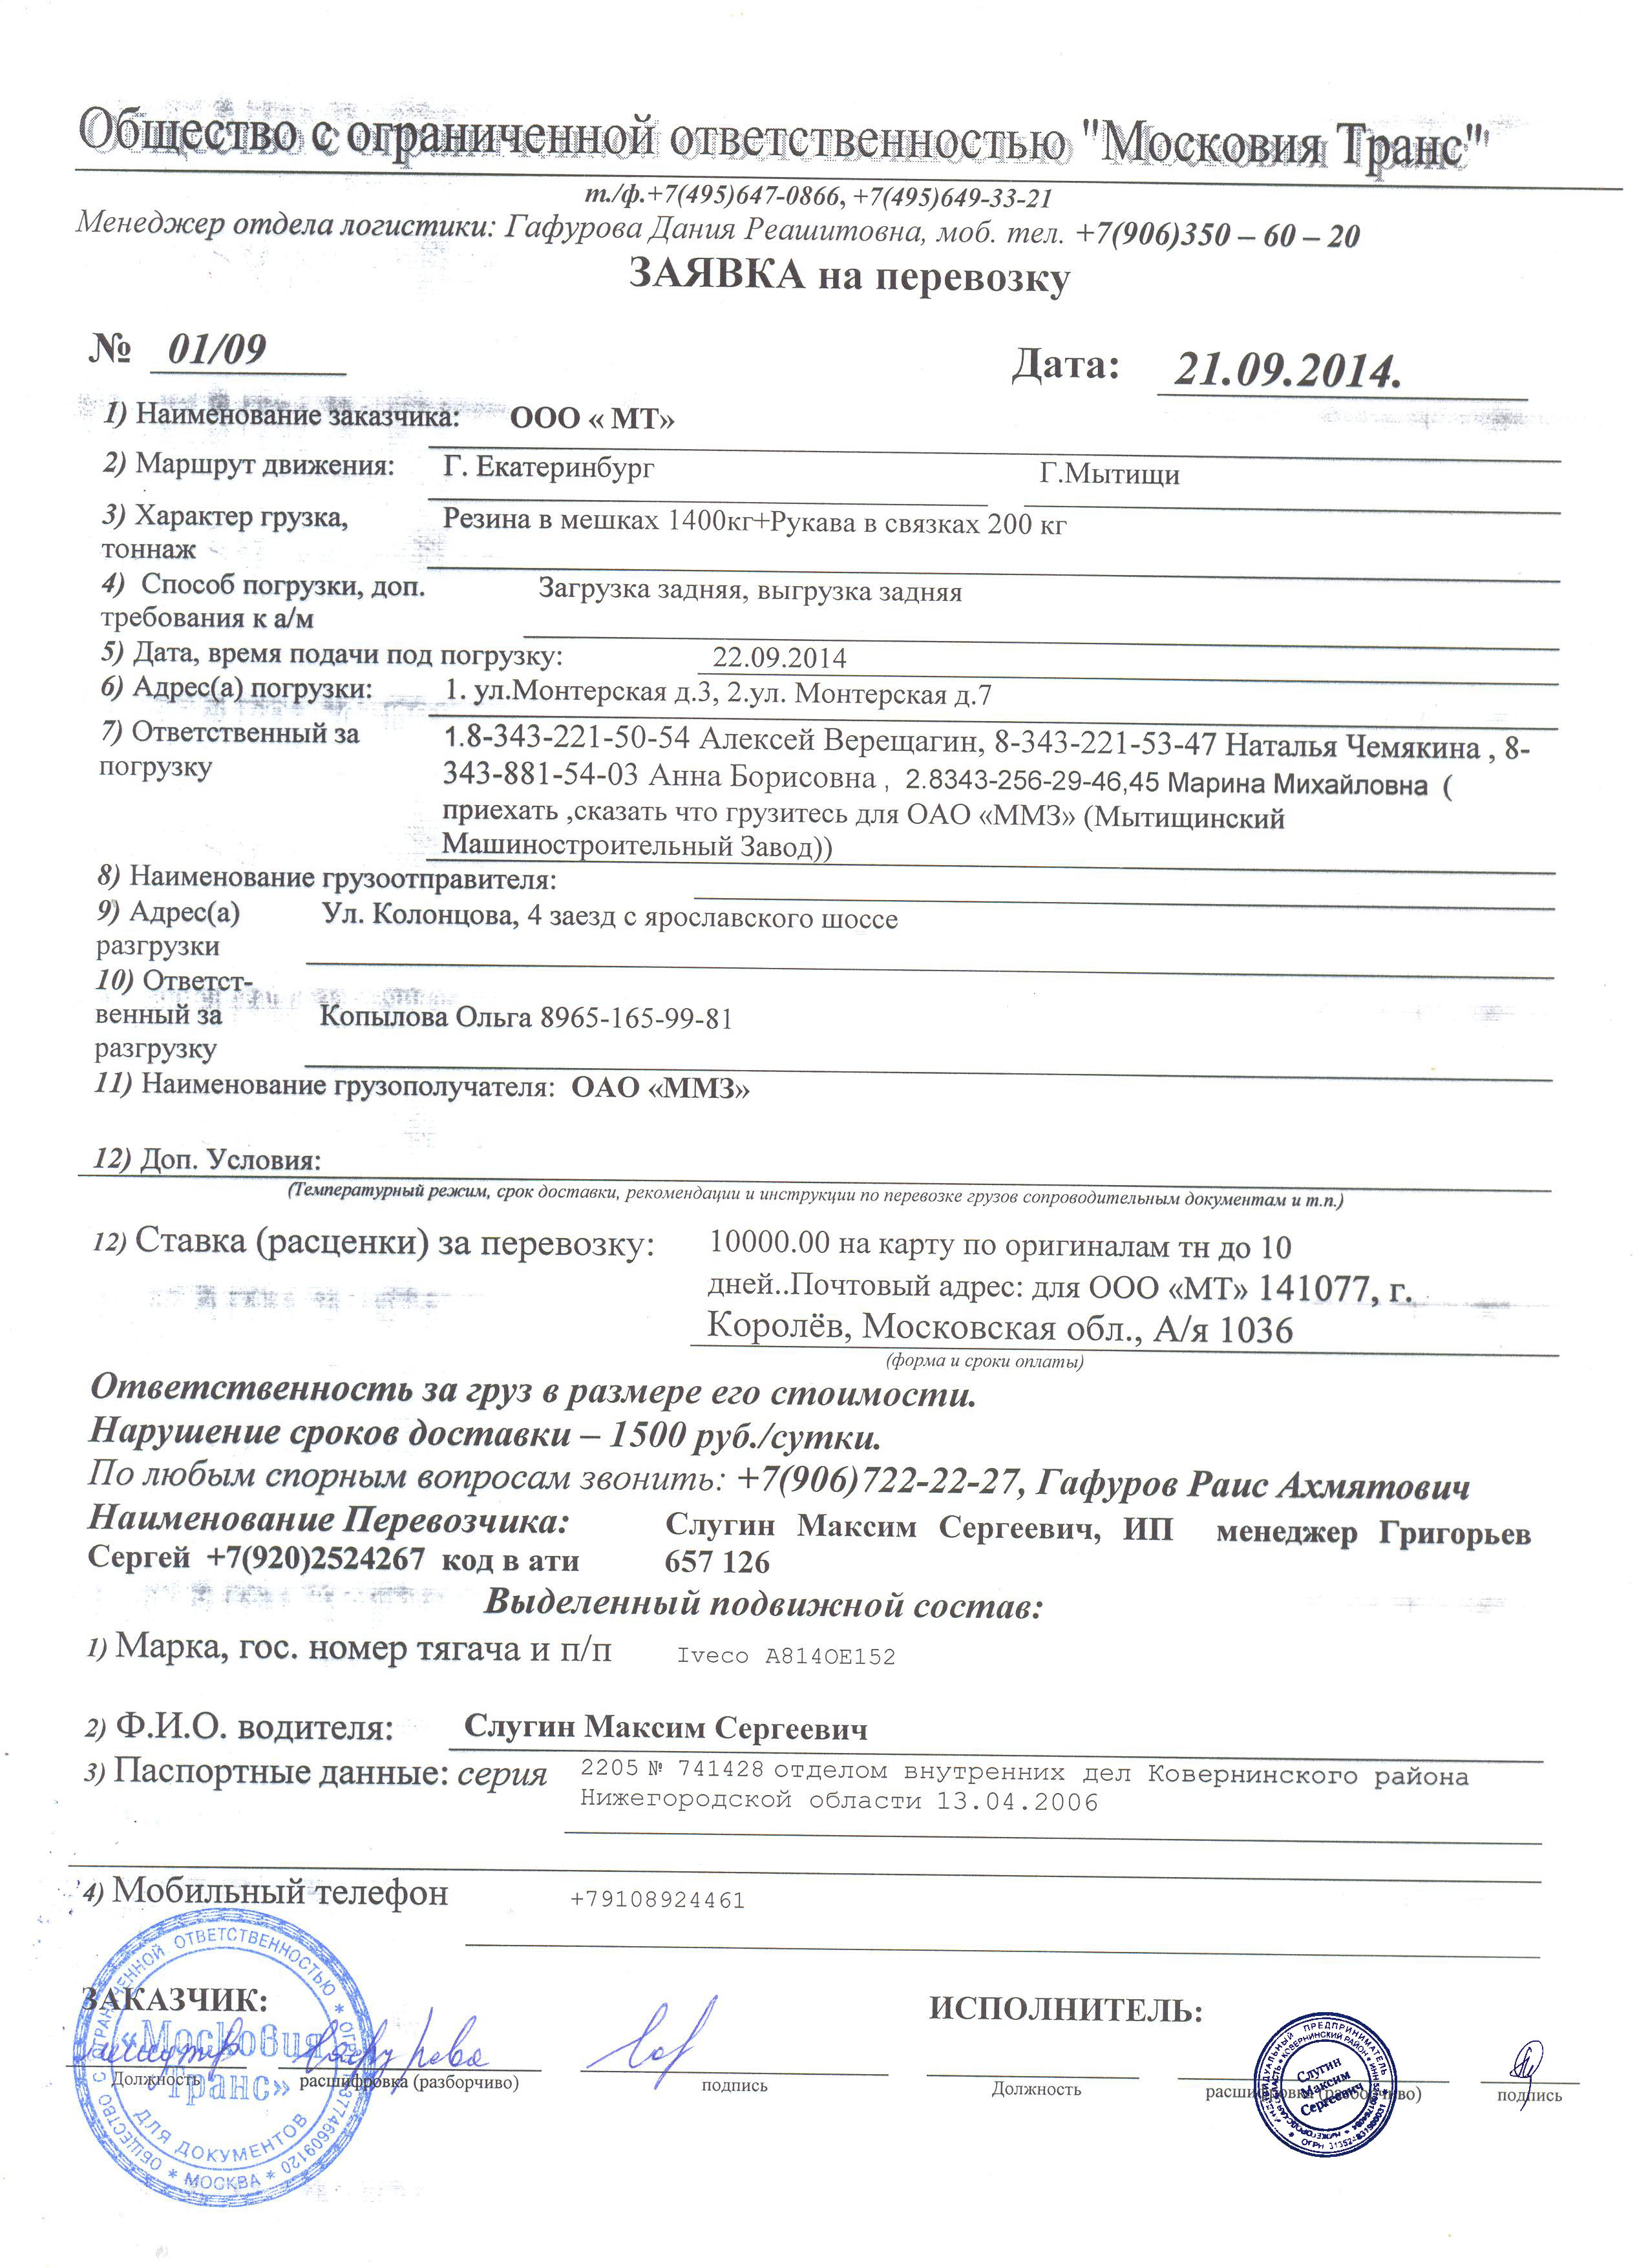 Общество с ограниченной ответственностью "Московия Транс"
т./ф.+7(495)647-0866, +7(495)649-33-21
Менеджер отдела логистики: Гафурова Дания Реашитовна, моб. тел. +7(906)350 – 60 – 20
ЗАЯВКА на перевозку
№ 01/09 Дата: 21.09.2014.
1) Наименование заказчика: ООО « МТ»
2) Маршрут движения: Г. Екатеринбург Г.Мытищи
3) Характер грузка, Резина в мешках 1400кг+Рукава в связках 200 кг
тоннаж
4) Способ погрузки, доп. Загрузка задняя, выгрузка задняя
требования к а/м
5) Дата, время подачи под погрузку: 22.09.2014
6) Адрес(а) погрузки: 1. ул.Монтерская д.3, 2.ул. Монтерская д.7
7) Ответственный за 1.8-343-221-50-54 Алексей Верещагин, 8-343-221-53-47 Наталья Чемякина , 8-
погрузку 343-881-54-03 Анна Борисовна , 2.8343-256-29-46,45 Марина Михайловна (
приехать ,сказать что грузитесь для ОАО «ММЗ» (Мытищинский
Машиностроительный Завод))
8) Наименование грузоотправителя:
9) Адрес(а) Ул. Колонцова, 4 заезд с ярославского шоссе
разгрузки
10) Ответст-
венный за Копылова Ольга 8965-165-99-81
разгрузку
11) Наименование грузополучателя: ОАО «ММЗ»
12) Доп. Условия:
(Температурный режим, срок доставки, рекомендации и инструкции по перевозке грузов сопроводительным документам и т.п.)
12) Ставка (расценки) за перевозку: 10000.00 на карту по оригиналам тн до 10
дней..Почтовый адрес: для ООО «МТ» 141077, г.
Королёв, Московская обл., А/я 1036
(форма и сроки оплаты)
Ответственность за груз в размере его стоимости.
Нарушение сроков доставки – 1500 руб./сутки.
По любым спорным вопросам звонить: +7(906)722-22-27, Гафуров Раис Ахмятович
Наименование Перевозчика: Слугин Максим Сергеевич, ИП менеджер Григорьев
Сергей +7(920)2524267 код в ати 657 126
Выделенный подвижной состав:
1) Марка, гос. номер тягача и п/п Iveco А814ОЕ152
2) Ф.И.О. водителя: Слугин Максим Сергеевич
3) Паспортные данные: серия 2205 № 741428 отделом внутренних дел Ковернинского района
Нижегородской области 13.04.2006
4) Мобильный телефон +79108924461
ЗАКАЗЧИК: ИСПОЛНИТЕЛЬ:
Должность расшифровка (разборчиво) подпись Должность расшифровка (разборчиво) подпись
ОБЩЕСТВО С ОГРАНИЧЕННОЙ ОТВЕТСТВЕННОСТЬЮ
«Московия
Транс»
ДЛЯ ДОКУМЕНТОВ
* МОСКВА *
ИНДИВИДУАЛЬНЫЙ ПРЕДПРИНИМАТЕЛЬ
Слугин
Максим
Сергеевич